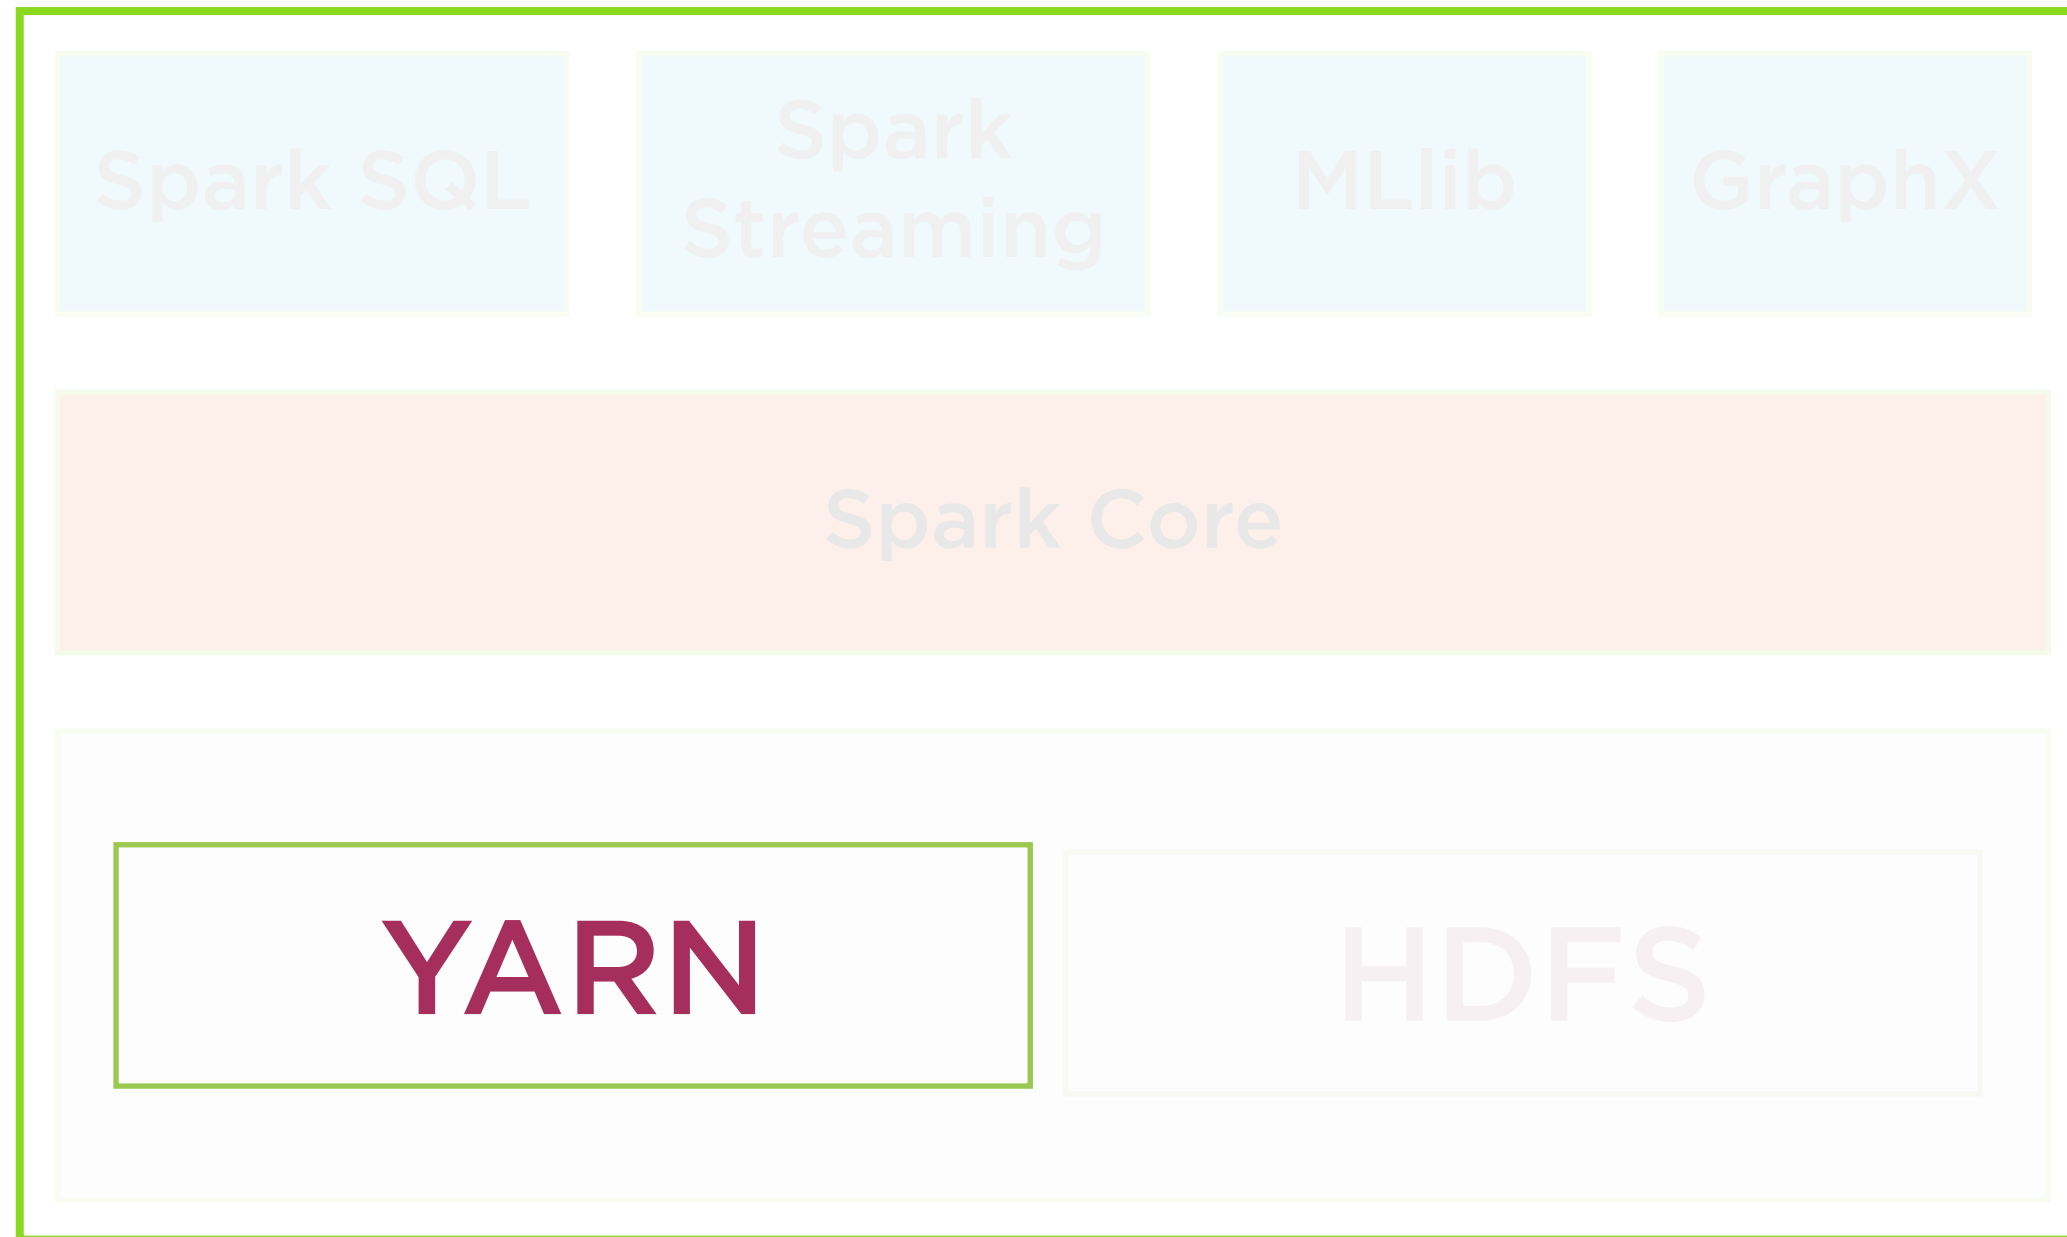 Spark SQL
Spark
Streaming
MLlib
GraphX
Spark Core
YARN
HDFS